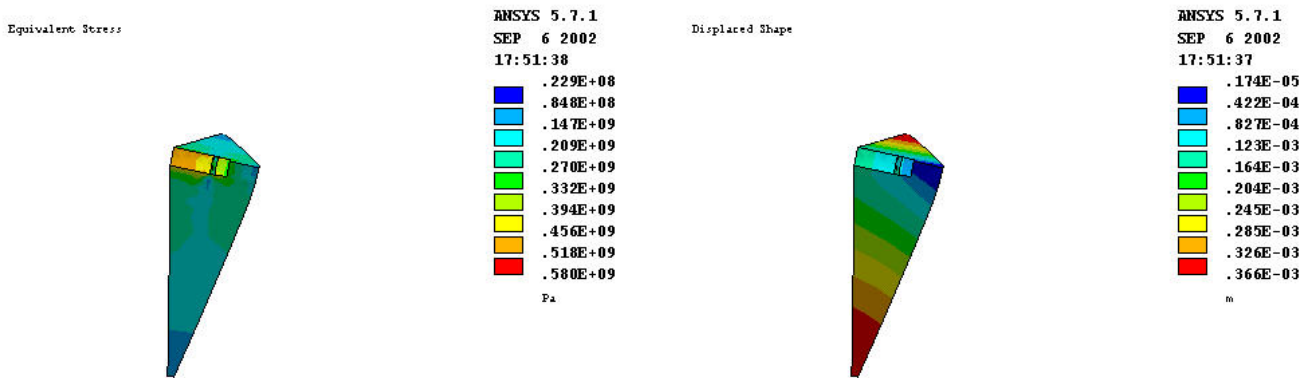 Equivalent Stress
ANSYS 5.7.1
SEP 6 2002
17:51:38
.229E+08
.848E+08
.147E+09
.209E+09
.270E+09
.332E+09
.394E+09
.456E+09
.518E+09
.580E+09
Pa
Displaced Shape
ANSYS 5.7.1
SEP 6 2002
17:51:37
.174E-05
.422E-04
.827E-04
.123E-03
.164E-03
.204E-03
.245E-03
.285E-03
.326E-03
.366E-03
m